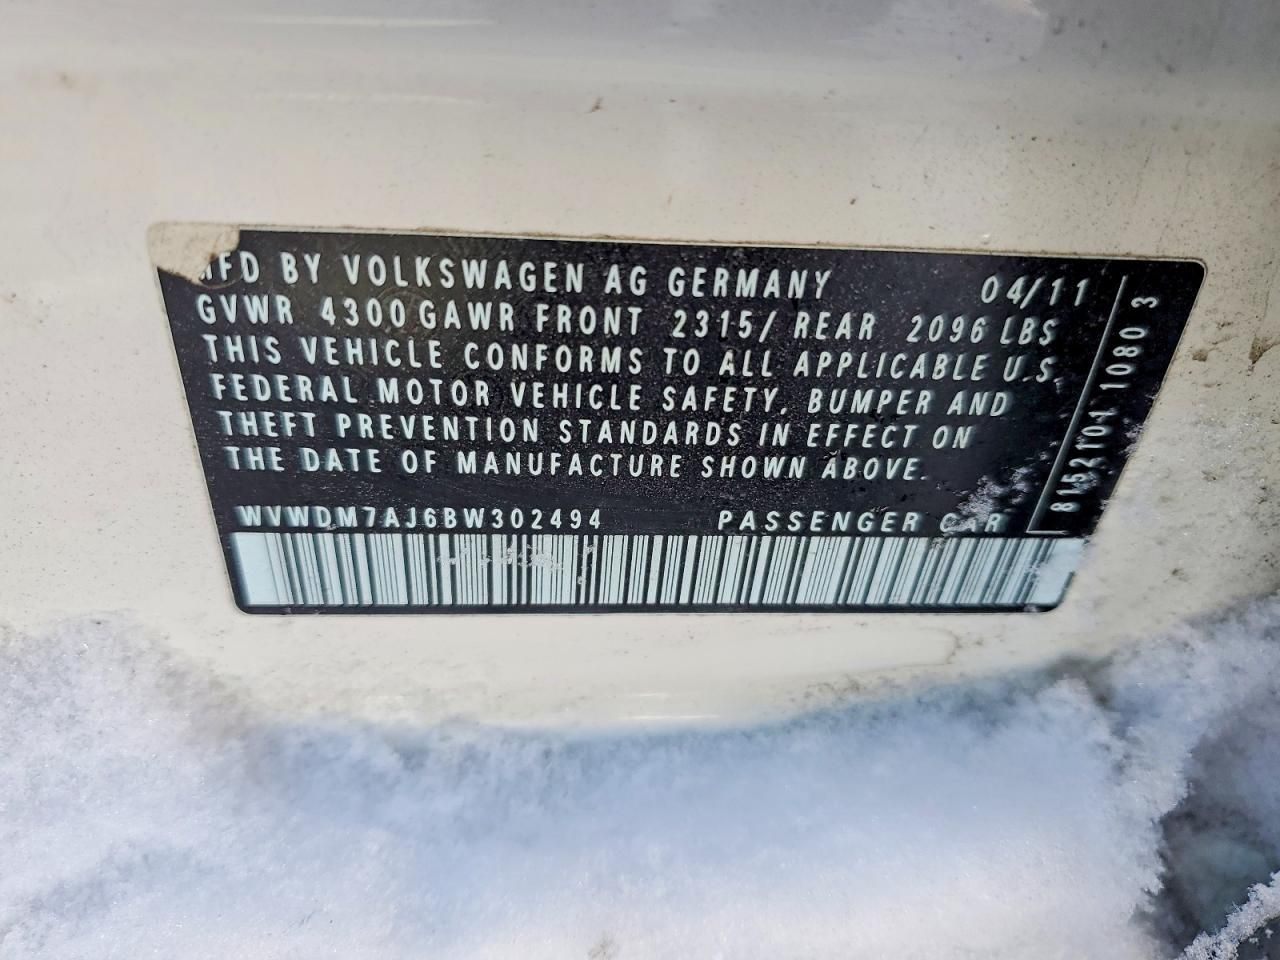 MFD BY VOLKSWAGEN AG GERMANY 04/11
GVWR 4300 GAWR FRONT 2315/ REAR 2096 LBS
THIS VEHICLE CONFORMS TO ALL APPLICABLE U.S.
FEDERAL MOTOR VEHICLE SAFETY, BUMPER AND
THEFT PREVENTION STANDARDS IN EFFECT ON
THE DATE OF MANUFACTURE SHOWN ABOVE.
WVWDM7AJ6BW302494 PASSENGER CAR
8152104 1080 3